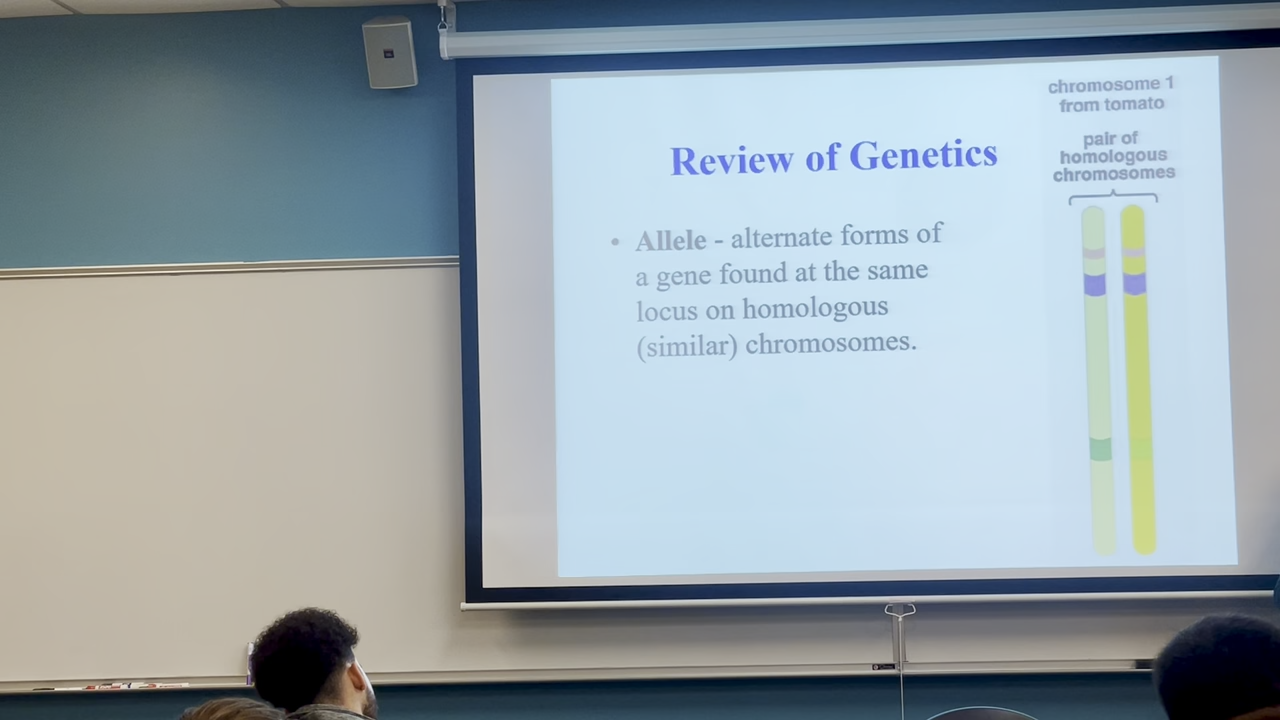 chromosome 1
from tomato
Review of Genetics
pair of
homologous
chromosomes
• Allele - alternate forms of
a gene found at the same
locus on homologous
(similar) chromosomes.